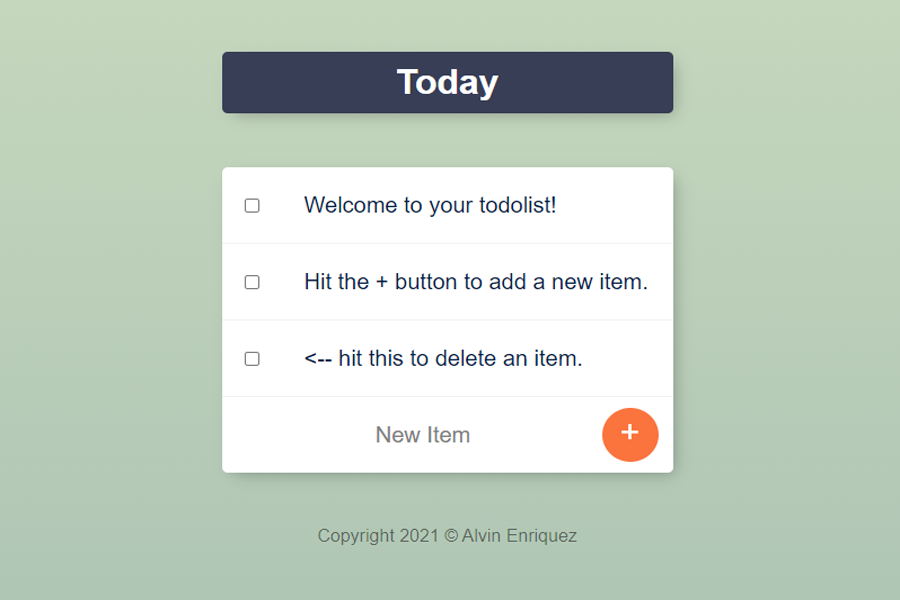 Today
Welcome to your todolist!
Hit the + button to add a new item.
<-- hit this to delete an item.
New Item +
Copyright 2021 © Alvin Enriquez